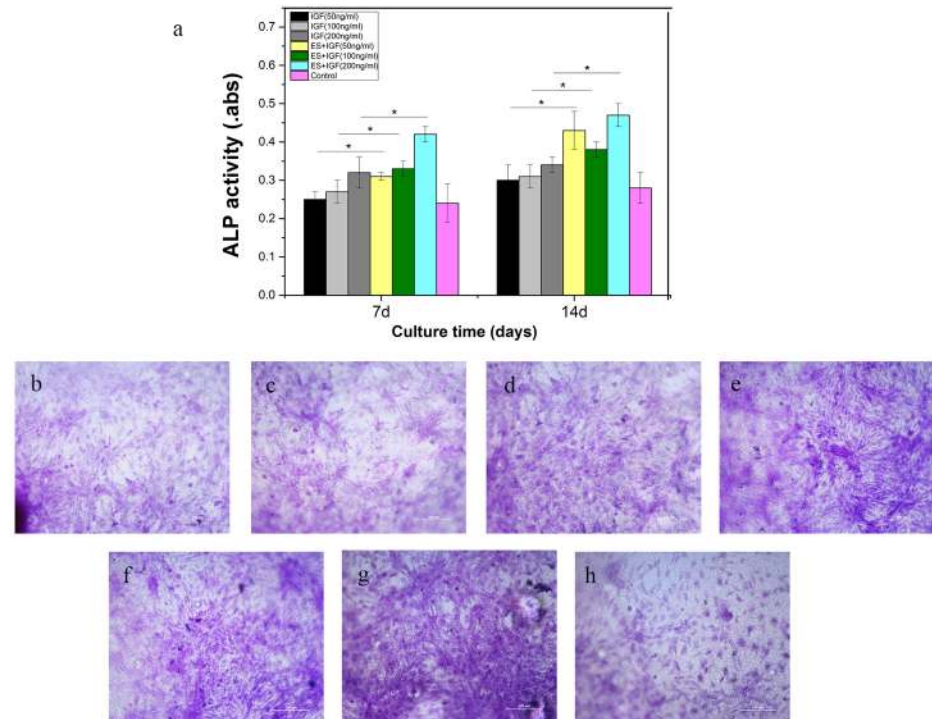 a
IGF(50ng/ml)
IGF(100ng/ml)
IGF(200ng/ml)
ES+IGF(50ng/ml)
ES+IGF(100ng/ml)
ES+IGF(200ng/ml)
Control
ALP activity (.abs)
0.7
0.6
0.5
0.4
0.3
0.2
0.1
0.0
* * * * * *
7d 14d
Culture time (days)
b c d e
f g h